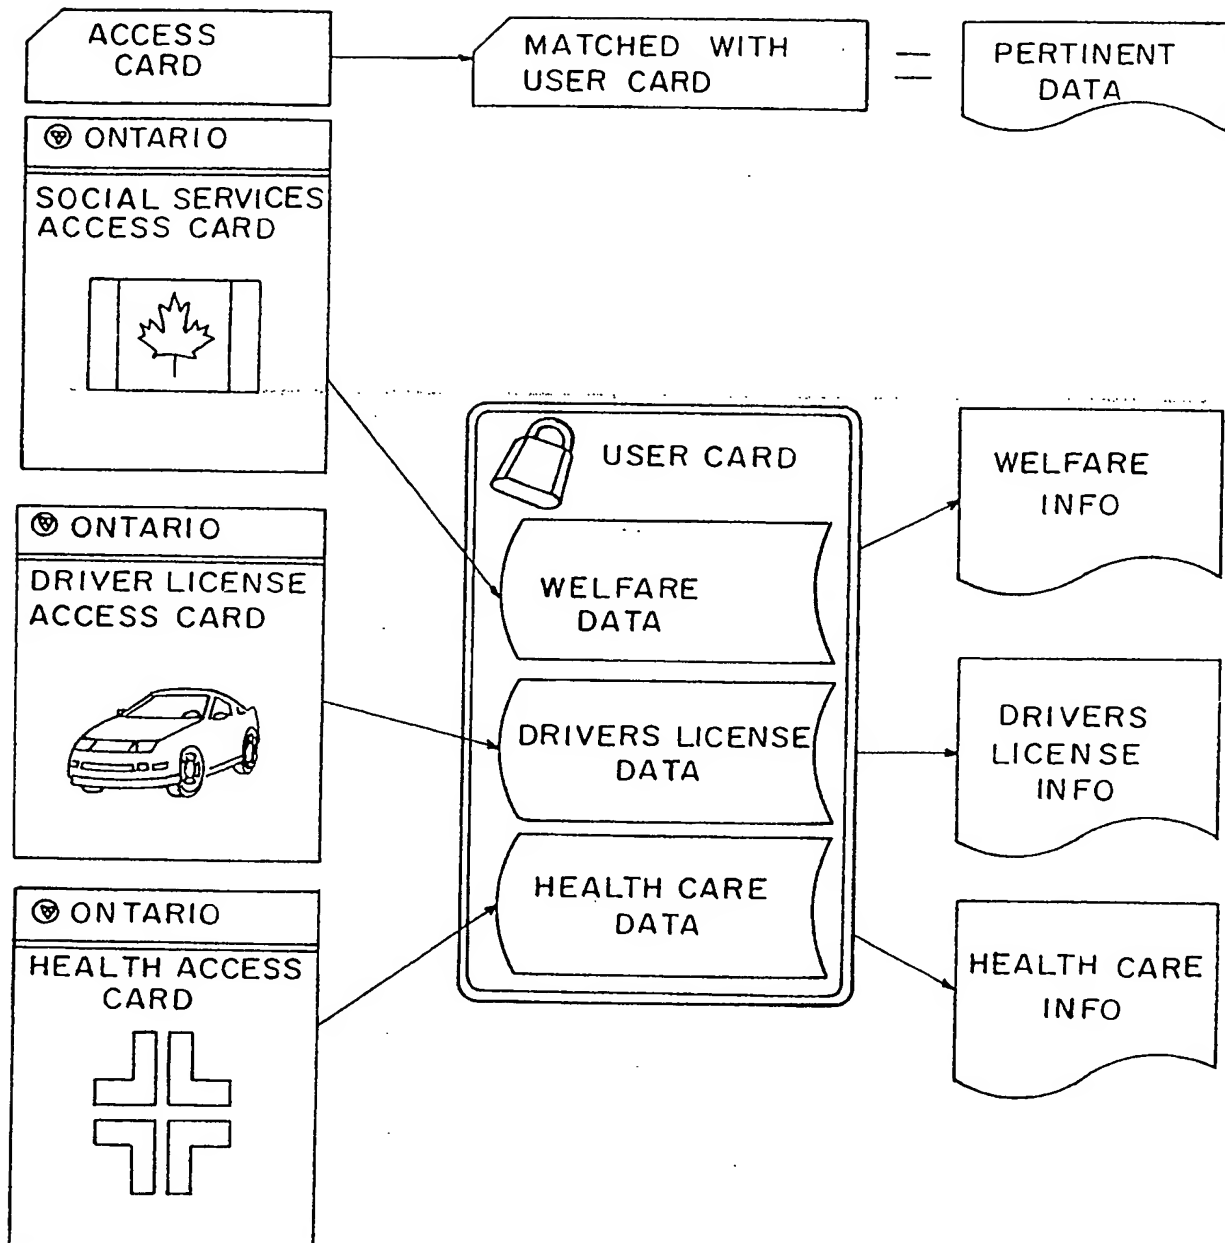 ACCESS
CARD
MATCHED WITH
USER CARD
=
PERTINENT
DATA
ONTARIO
SOCIAL SERVICES
ACCESS CARD
ONTARIO
DRIVER LICENSE
ACCESS CARD
ONTARIO
HEALTH ACCESS
CARD
USER CARD
WELFARE
DATA
DRIVERS LICENSE
DATA
HEALTH CARE
DATA
WELFARE
INFO
DRIVERS
LICENSE
INFO
HEALTH CARE
INFO